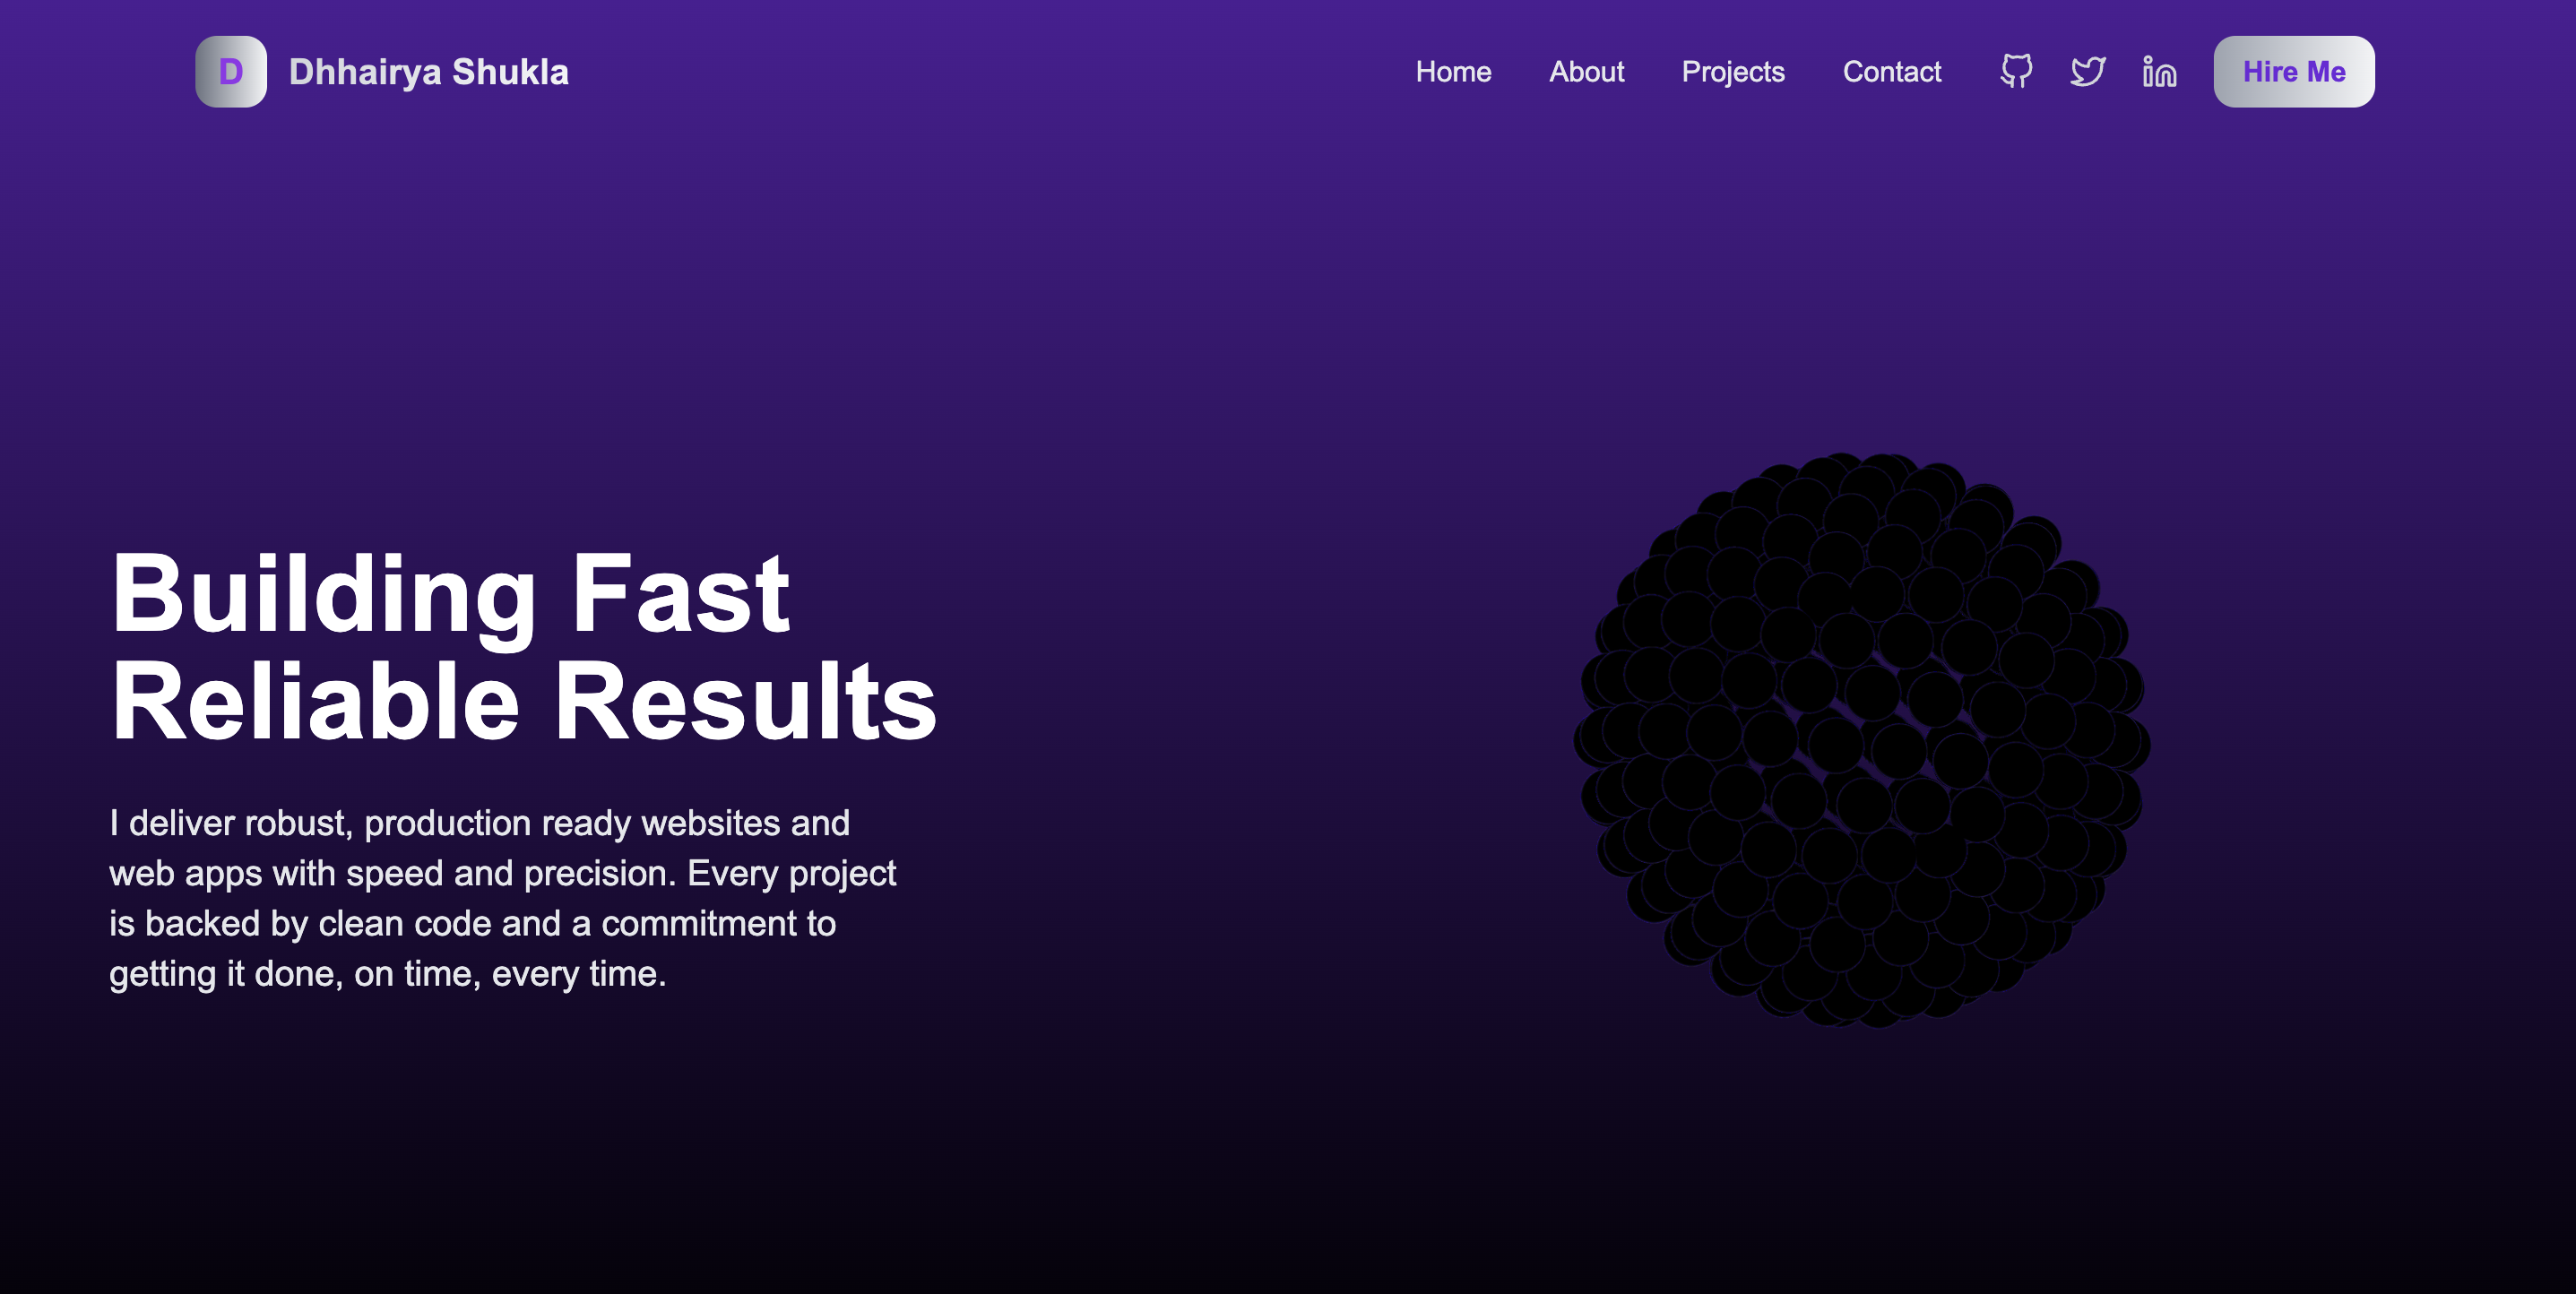 D
Dhhairya Shukla
Home
About
Projects
Contact
Hire Me
Building Fast
Reliable Results
I deliver robust, production ready websites and
web apps with speed and precision. Every project
is backed by clean code and a commitment to
getting it done, on time, every time.